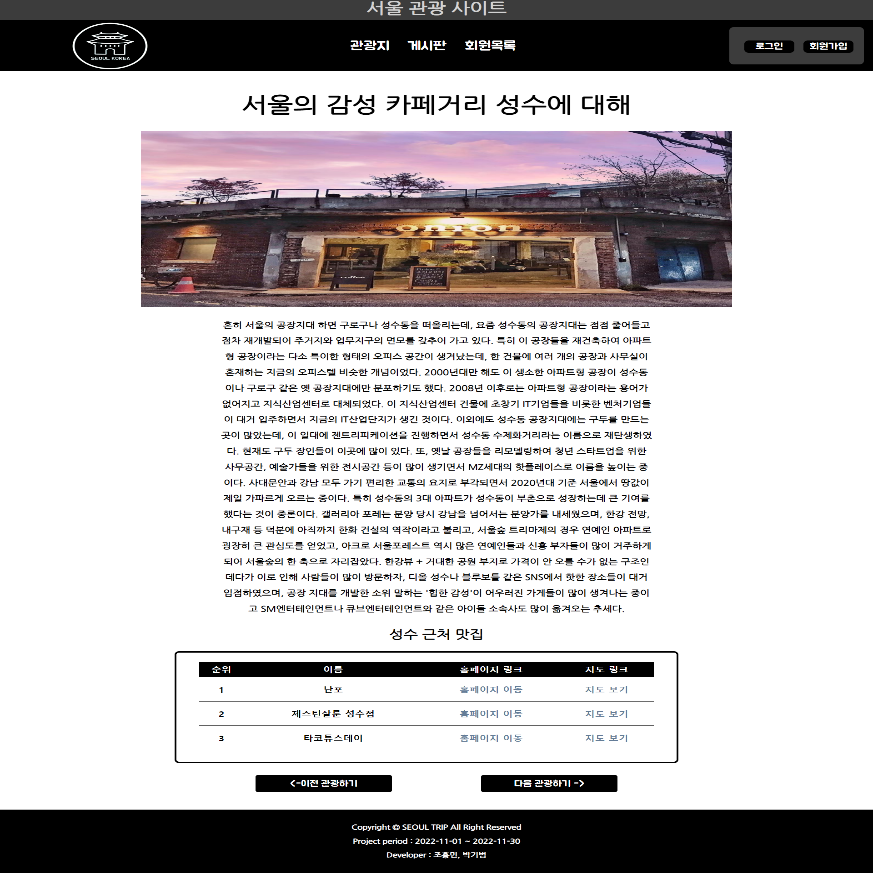 서울 관광 사이트
SEOUL KOREA
관광지 게시판 회원목록
로그인 회원가입
서울의 감성 카페거리 성수에 대해
onion
흔히 서울의 공장지대 하면 구로구나 성수동을 떠올리는데, 요즘 성수동의 공장지대는 점점 줄어들고
점차 재개발되어 주거지와 업무지구의 면모를 갖추어 가고 있다. 특히 이 공장들을 재건축하여 아파트
형 공장이라는 다소 특이한 형태의 오피스 공간이 생겨났는데, 한 건물에 여러 개의 공장과 사무실이
혼재하는 지금의 오피스텔 비슷한 개념이었다. 2000년대만 해도 이 생소한 아파트형 공장이 성수동
이나 구로구 같은 옛 공장지대에만 분포하기도 했다. 2008년 이후로는 아파트형 공장이라는 용어가
없어지고 지식산업센터로 대체되었다. 이 지식산업센터 건물에 초창기 IT기업들을 비롯한 벤처기업들
이 대거 입주하면서 지금의 IT산업단지가 생긴 것이다. 이외에도 성수동 공장지대에는 구두를 만드는
곳이 많았는데, 이 일대에 젠트리피케이션을 진행하면서 성수동 수제화거리라는 이름으로 재탄생하였
다. 현재도 구두 장인들이 이곳에 많이 있다. 또, 옛날 공장들을 리모델링하여 청년 스타트업을 위한
사무공간, 예술가들을 위한 전시공간 등이 많이 생기면서 MZ세대의 핫플레이스로 이름을 높이는 중
이다. 사대문안과 강남 모두 가기 편리한 교통의 요지로 부각되면서 2020년대 기준 서울에서 땅값이
제일 가파르게 오르는 중이다. 특히 성수동의 3대 아파트가 성수동이 부촌으로 성장하는데 큰 기여를
했다는 것이 중론이다. 갤러리아 포레는 분양 당시 강남을 넘어서는 분양가를 내세웠으며, 한강 전망,
내구재 등 덕분에 아직까지 한화 건설의 역작이라고 불리고, 서울숲 트리마제의 경우 연예인 아파트로
굉장히 큰 관심도를 얻었고, 아크로 서울포레스트 역시 많은 연예인들과 신흥 부자들이 많이 거주하게
되어 서울숲의 한 축으로 자리잡았다. 한강뷰 + 거대한 공원 부지로 가격이 안 오를 수가 없는 구조인
데다가 이로 인해 사람들이 많이 방문하자, 디올 성수나 블루보틀 같은 SNS에서 핫한 장소들이 대거
입점하였으며, 공장 지대를 개발한 소위 말하는 '힙한 감성'이 어우러진 가게들이 많이 생겨나는 중이
고 SM엔터테인먼트나 큐브엔터테인먼트와 같은 아이돌 소속사도 많이 옮겨오는 추세다.
성수 근처 맛집
순위 이름 홈페이지 링크 지도 링크
1 난포 홈페이지 이동 지도 보기
2 제스티살룬 성수점 홈페이지 이동 지도 보기
3 타코튜스데이 홈페이지 이동 지도 보기
<-이전 관광하기 다음 관광하기 ->
Copyright © SEOUL TRIP All Right Reserved
Project period : 2022-11-01 ~ 2022-11-30
Developer : 조흠민, 박기범